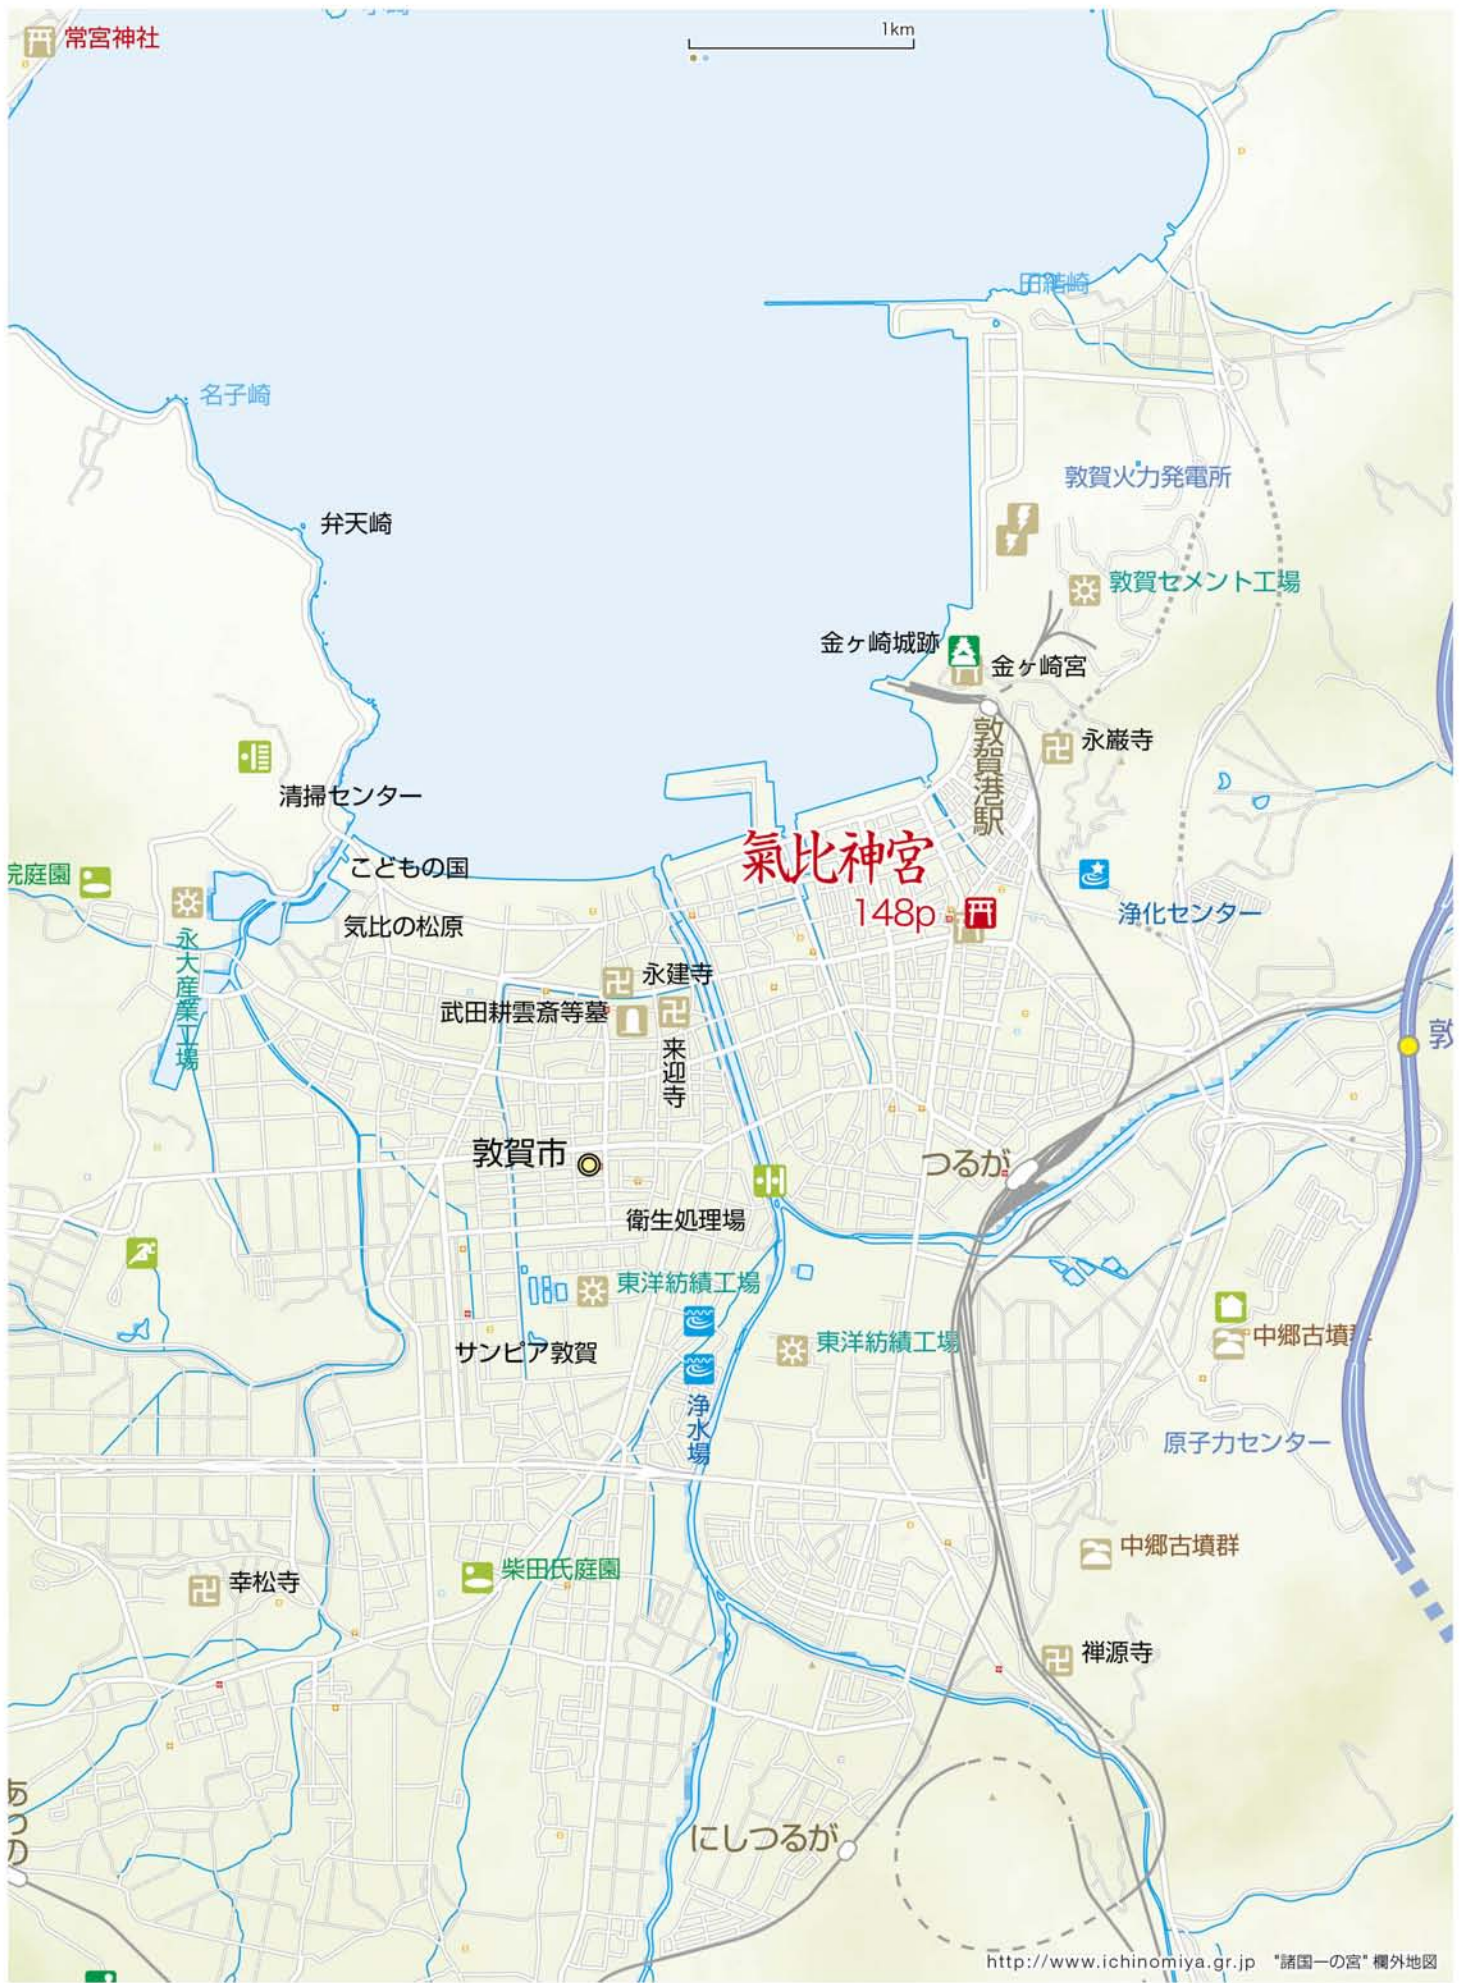 常宮神社
1km
田結崎
名子崎
敦賀火力発電所
弁天崎
敦賀セメント工場
金ヶ崎城跡
金ヶ崎宮
敦賀港駅
永巌寺
清掃センター
氣比神宮
こどもの国
院庭園
148p
浄化センター
気比の松原
永大産業工場
永建寺
武田耕雲斎等墓
敦
来迎寺
敦賀市
つるが
衛生処理場
東洋紡績工場
中郷古墳群
東洋紡績工場
サンピア敦賀
浄水場
原子力センター
中郷古墳群
柴田氏庭園
幸松寺
禅源寺
あわの
にしつるが
http://www.ichinomiya.gr.jp "諸国一の宮" 欄外地図